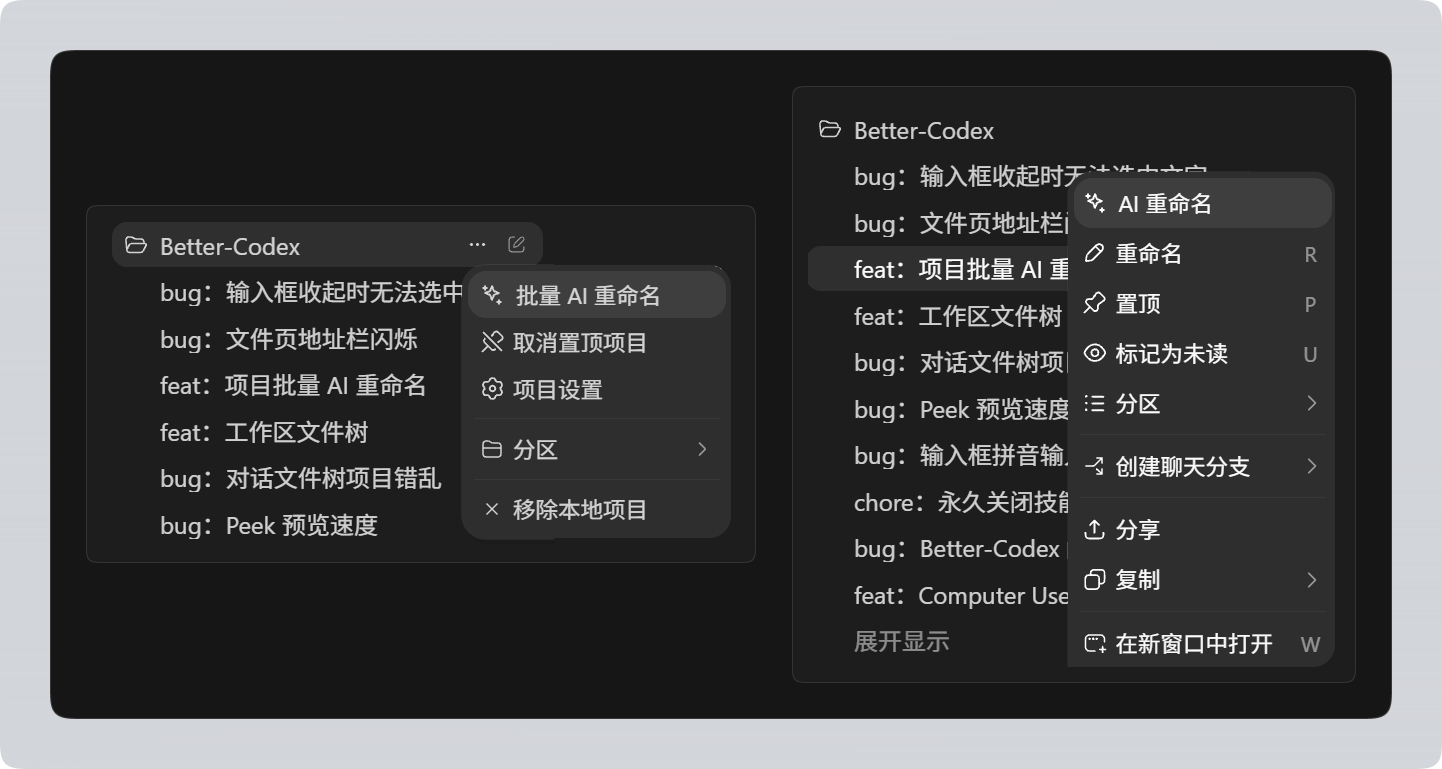 Better-Codex
bug：输入框收起时无法选中
bug：文件页地址栏闪烁
feat：项目批量 AI 重命名
feat：工作区文件树
bug：对话文件树项目错乱
bug：Peek 预览速度
批量 AI 重命名
取消置顶项目
项目设置
分区
移除本地项目
Better-Codex
bug：输入框收起时无法选中文字
bug：文件页地址栏
feat：项目批量 AI 重
feat：工作区文件树
bug：对话文件树项
bug：Peek 预览速度
bug：输入框拼音输
chore：永久关闭技能
bug：Better-Codex
feat：Computer Use
展开显示
AI 重命名
重命名 R
置顶 P
标记为未读 U
分区
创建聊天分支
分享
复制
在新窗口中打开 W